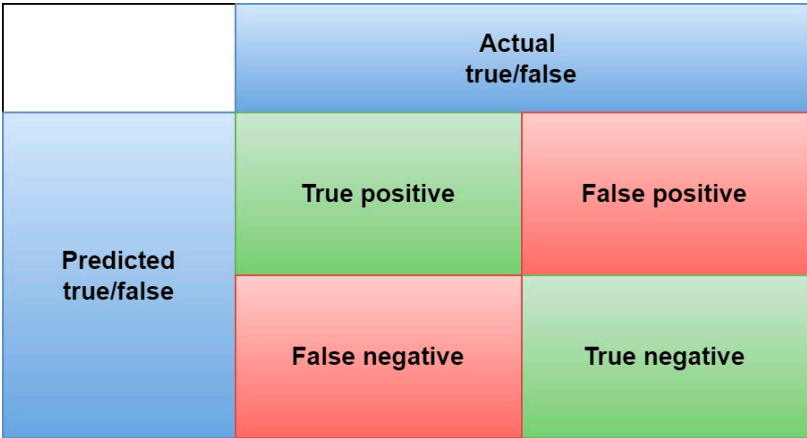 Actual
true/false
True positive
False positive
Predicted
true/false
False negative
True negative